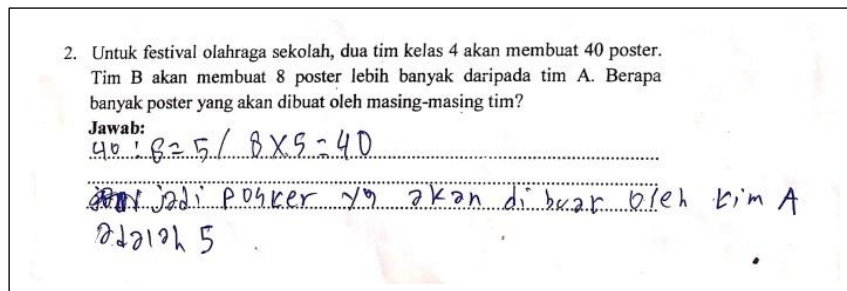 2. Untuk festival olahraga sekolah, dua tim kelas 4 akan membuat 40 poster.
Tim B akan membuat 8 poster lebih banyak daripada tim A. Berapa
banyak poster yang akan dibuat oleh masing-masing tim?
Jawab:
40 : 8 = 5 / 8 X 5 = 40
jadi poster yg akan di buat oleh tim A
adalah 5